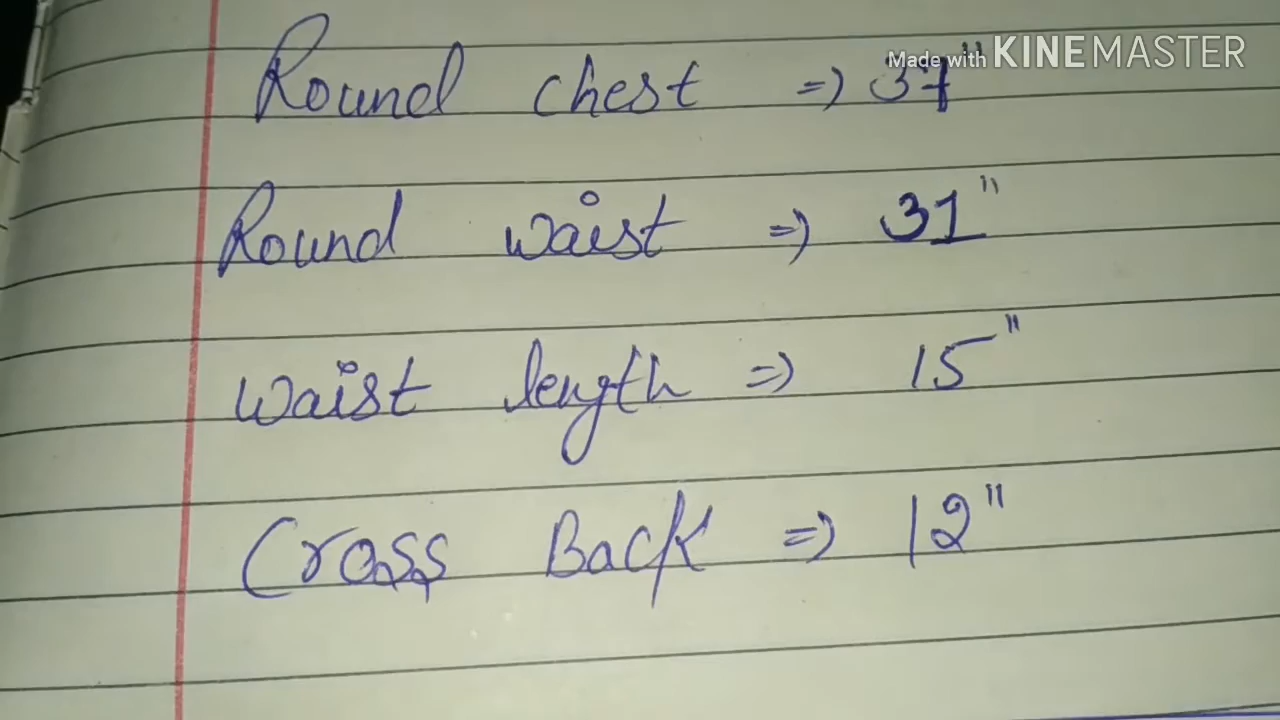 Made with KINEMASTER
Round chest => 37"
Round waist => 31"
Waist length => 15"
Cross Back => 12"